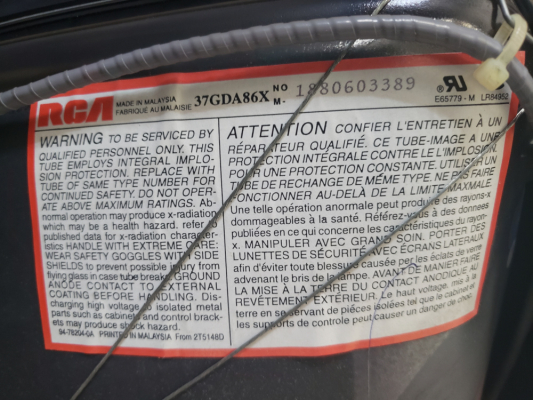 RCA MADE IN MALAYSIA
FABRIQUE AU MALAISIE 37GDA86X NO M- 1880603389
E65779-M LR84952
WARNING TO BE SERVICED BY
QUALIFIED PERSONNEL ONLY. THIS
TUBE EMPLOYS INTEGRAL IMPLO-
SION PROTECTION. REPLACE WITH
TUBE OF SAME TYPE NUMBER FOR
CONTINUED SAFETY. DO NOT OPER-
ATE ABOVE MAXIMUM RATINGS. Ab-
normal operation may produce x-radiation
which may be a health hazard. refer to
published data for x-radiation character-
istics HANDLE WITH EXTREME CARE:
WEAR SAFETY GOGGLES WITH SIDE
SHIELDS to prevent possible injury from
flying glass in case tube breaks. GROUND
ANODE CONTACT TO EXTERNAL
COATING BEFORE HANDLING. Dis-
charging high voltage to isolated metal
parts such as cabinets and control brack-
ets may produce shock hazard.
94-78204-0A PRINTED IN MALAYSIA From 2T5148D
ATTENTION CONFIER L'ENTRETIEN À UN
RÉPARATEUR QUALIFIÉ. CE TUBE-IMAGE A UNE
PROTECTION INTÉGRALE CONTRE L'IMPLOSION.
POUR UNE PROTECTION CONSTANTE. UTILISER UN
TUBE DE RECHANGE DE MÊME TYPE. NE PAS FAIRE
FONCTIONNER AU-DELÀ DE LA LIMITE MAXMALE
Une telle opération anormale peut produire des rayons-x
dommageables à la santé. Référez-vous à des données
publiées en ce qui concerne les caractéristiques du rayon-
x. MANIPULER AVEC GRAND SOIN, PORTER DES
LUNETTES DE SÉCURITÉ AVEC ÉCRANS LATERAUX
afin d'éviter toute blessure causée per les éclats de verre
advenant le bris de la lampe. AVANT DE MANIER FAIRE
LA MISE À LA TERRE DU CONTACT ANODIQUE AU
REVÊTEMENT EXTÉRIEUR. Le haut voltage, mis à
terre en se servant de pièces isolées tel que le cabinet et
les supports de controle peut causer un danger de choc.